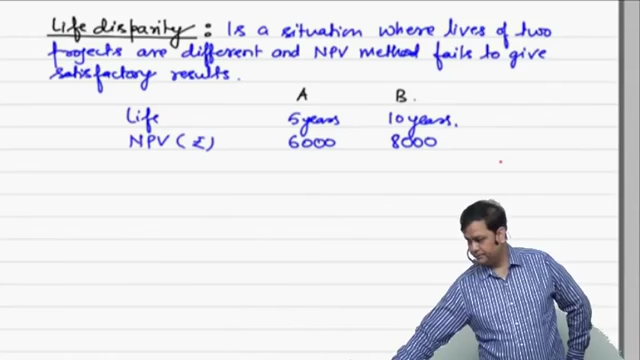 Life disparity : Is a situation where lives of two
projects are different and NPV method fails to give
satisfactory results.
A B
Life 5 years 10 years.
NPV (₹) 6000 8000